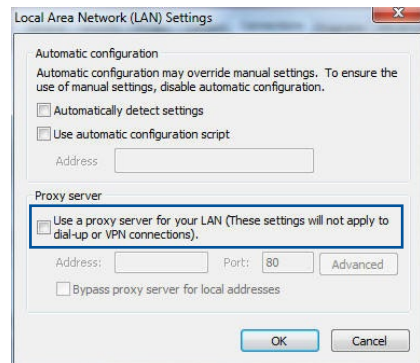 Local Area Network (LAN) Settings
Automatic configuration
Automatic configuration may override manual settings. To ensure the
use of manual settings, disable automatic configuration.
Automatically detect settings
Use automatic configuration script
Address
Proxy server
Use a proxy server for your LAN (These settings will not apply to
dial-up or VPN connections).
Address:
Port: 80
Advanced
Bypass proxy server for local addresses
OK
Cancel